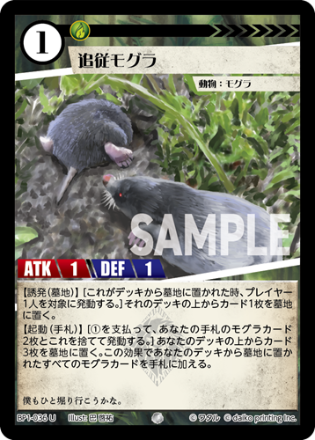 1
追従モグラ
動物：モグラ
SAMPLE
ATK 1 DEF 1
【誘発(墓地)】[これがデッキから墓地に置かれた時、プレイヤー
1人を対象に発動する。]それのデッキの上からカード1枚を墓地
に置く。
【起動(手札)】[①を支払って、あなたの手札のモグラカード
2枚とこれを捨てて発動する。]あなたのデッキの上からカード
3枚を墓地に置く。この効果であなたのデッキから墓地に置かれ
たすべてのモグラカードを手札に加える。
僕もひと堀り行こうかな。
BP1-036 U Illust: 巴 © ワタル © daiko printing inc.